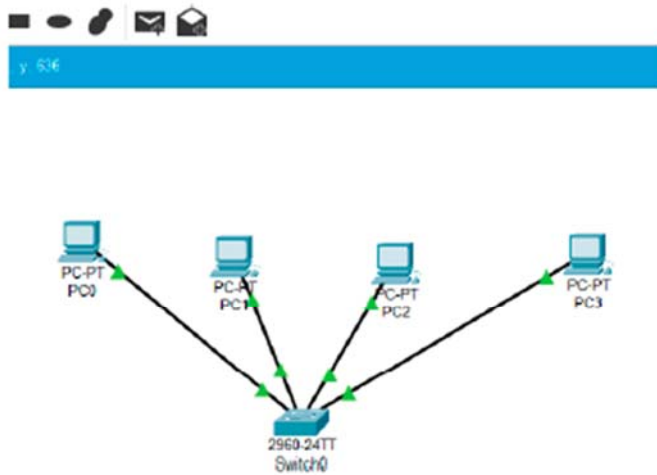 y: 636
PC-PT
PC0
PC-PT
PC1
PC-PT
PC2
PC-PT
PC3
2960-24TT
Switch0